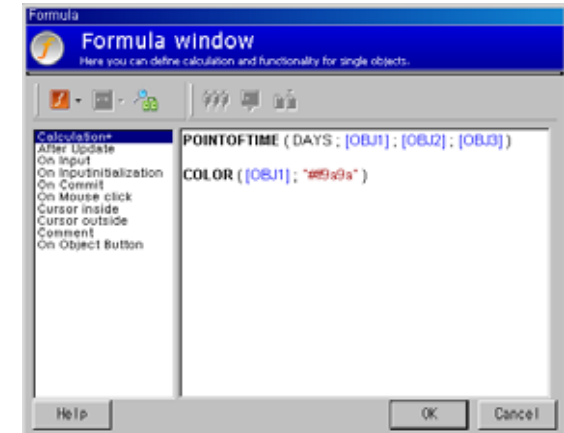 Formula
Formula window
Here you can define calculation and functionality for single objects.
Calculation*
After Update
On Input
On Inputinitialization
On Commit
On Mouse click
Cursor inside
Cursor outside
Comment
On Object Button
POINTOFTIME ( DAYS ; [OBJ1] ; [OBJ2] ; [OBJ3] )
COLOR ( [OBJ1] ; "#f9a9a" )
Help
OK
Cancel